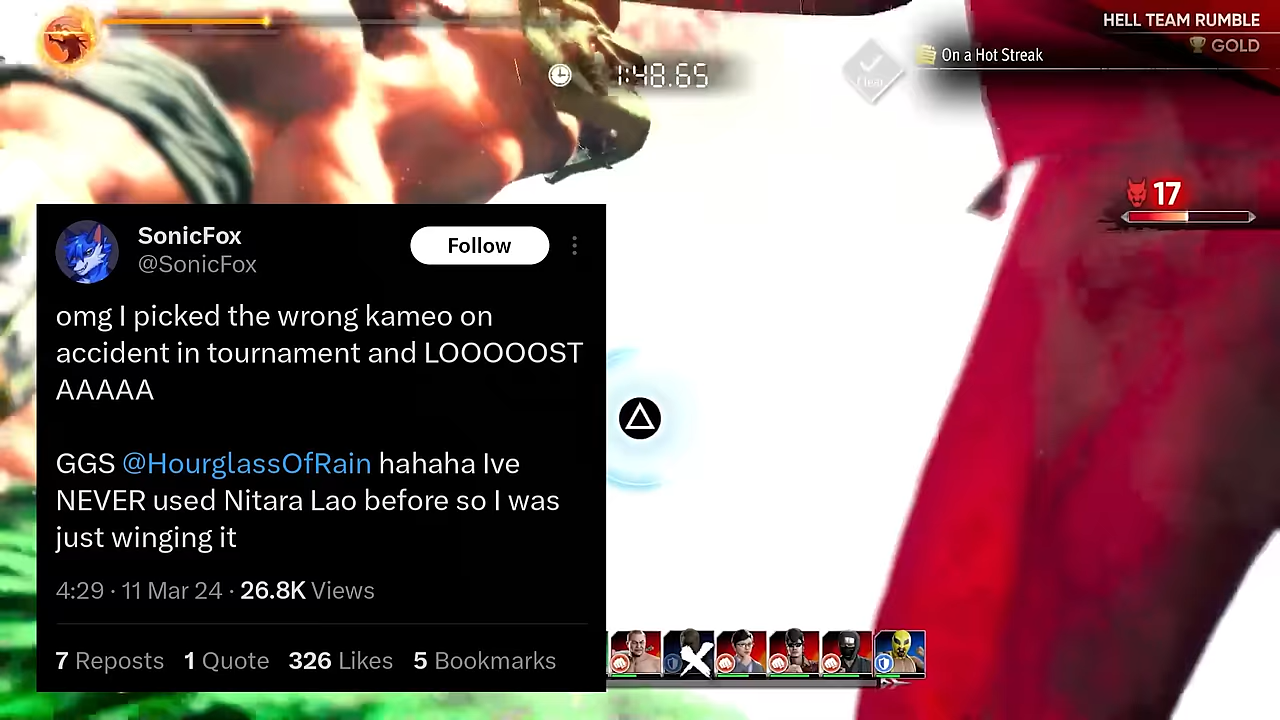 HELL TEAM RUMBLE
GOLD
1:48.65
On a Hot Streak
17
SonicFox
@SonicFox
Follow
omg I picked the wrong kameo on
accident in tournament and LOOOOOST
AAAAA
GGS @HourglassOfRain hahaha Ive
NEVER used Nitara Lao before so I was
just winging it
4:29 · 11 Mar 24 · 26.8K Views
7 Reposts 1 Quote 326 Likes 5 Bookmarks